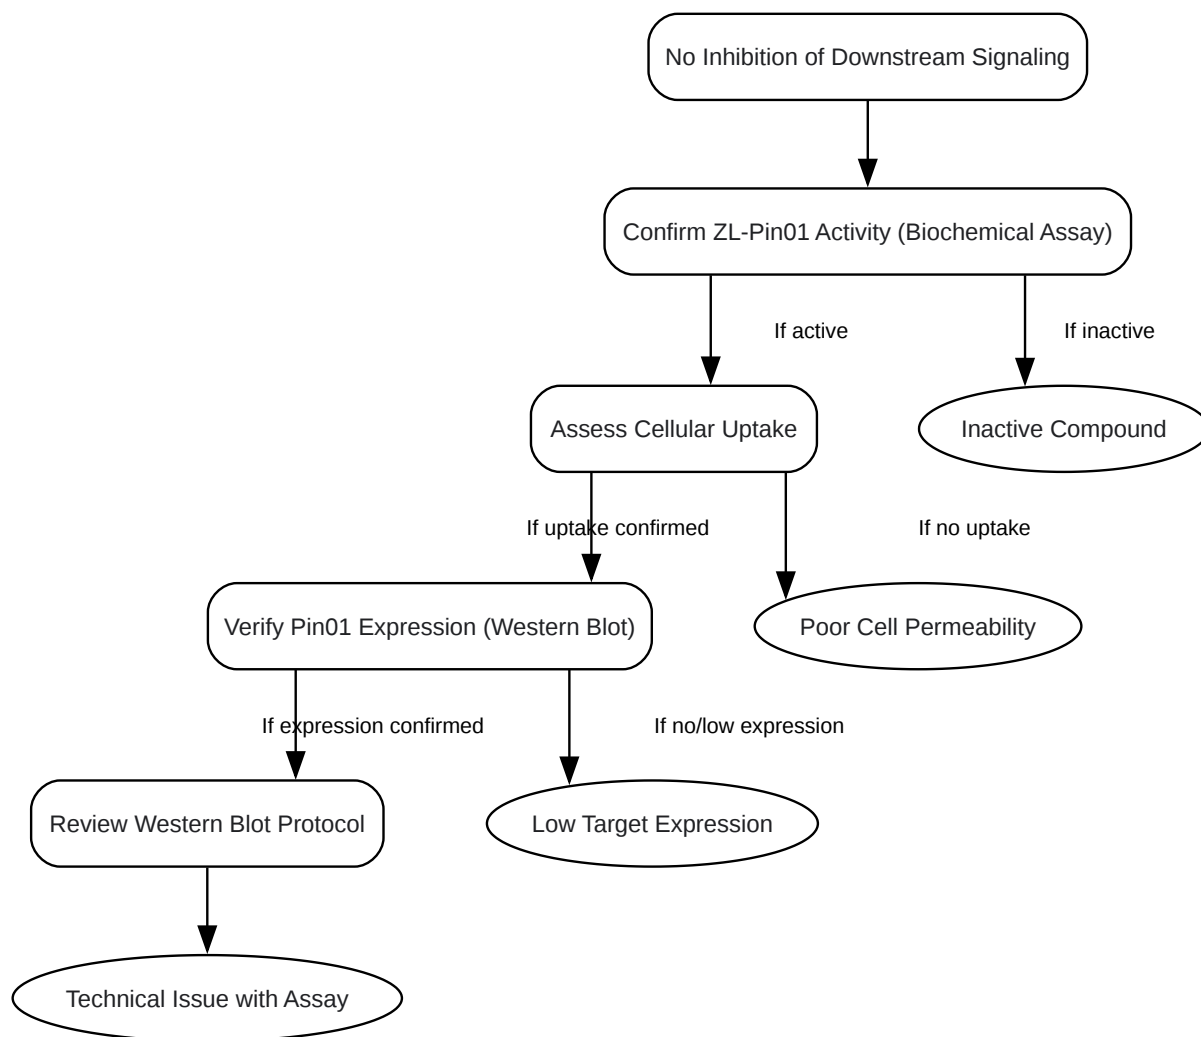 No Inhibition of Downstream Signaling
Confirm ZL-Pin01 Activity (Biochemical Assay)
If active
If inactive
Assess Cellular Uptake
Inactive Compound
If uptake confirmed
If no uptake
Verify Pin01 Expression (Western Blot)
Poor Cell Permeability
If expression confirmed
If no/low expression
Review Western Blot Protocol
Low Target Expression
Technical Issue with Assay